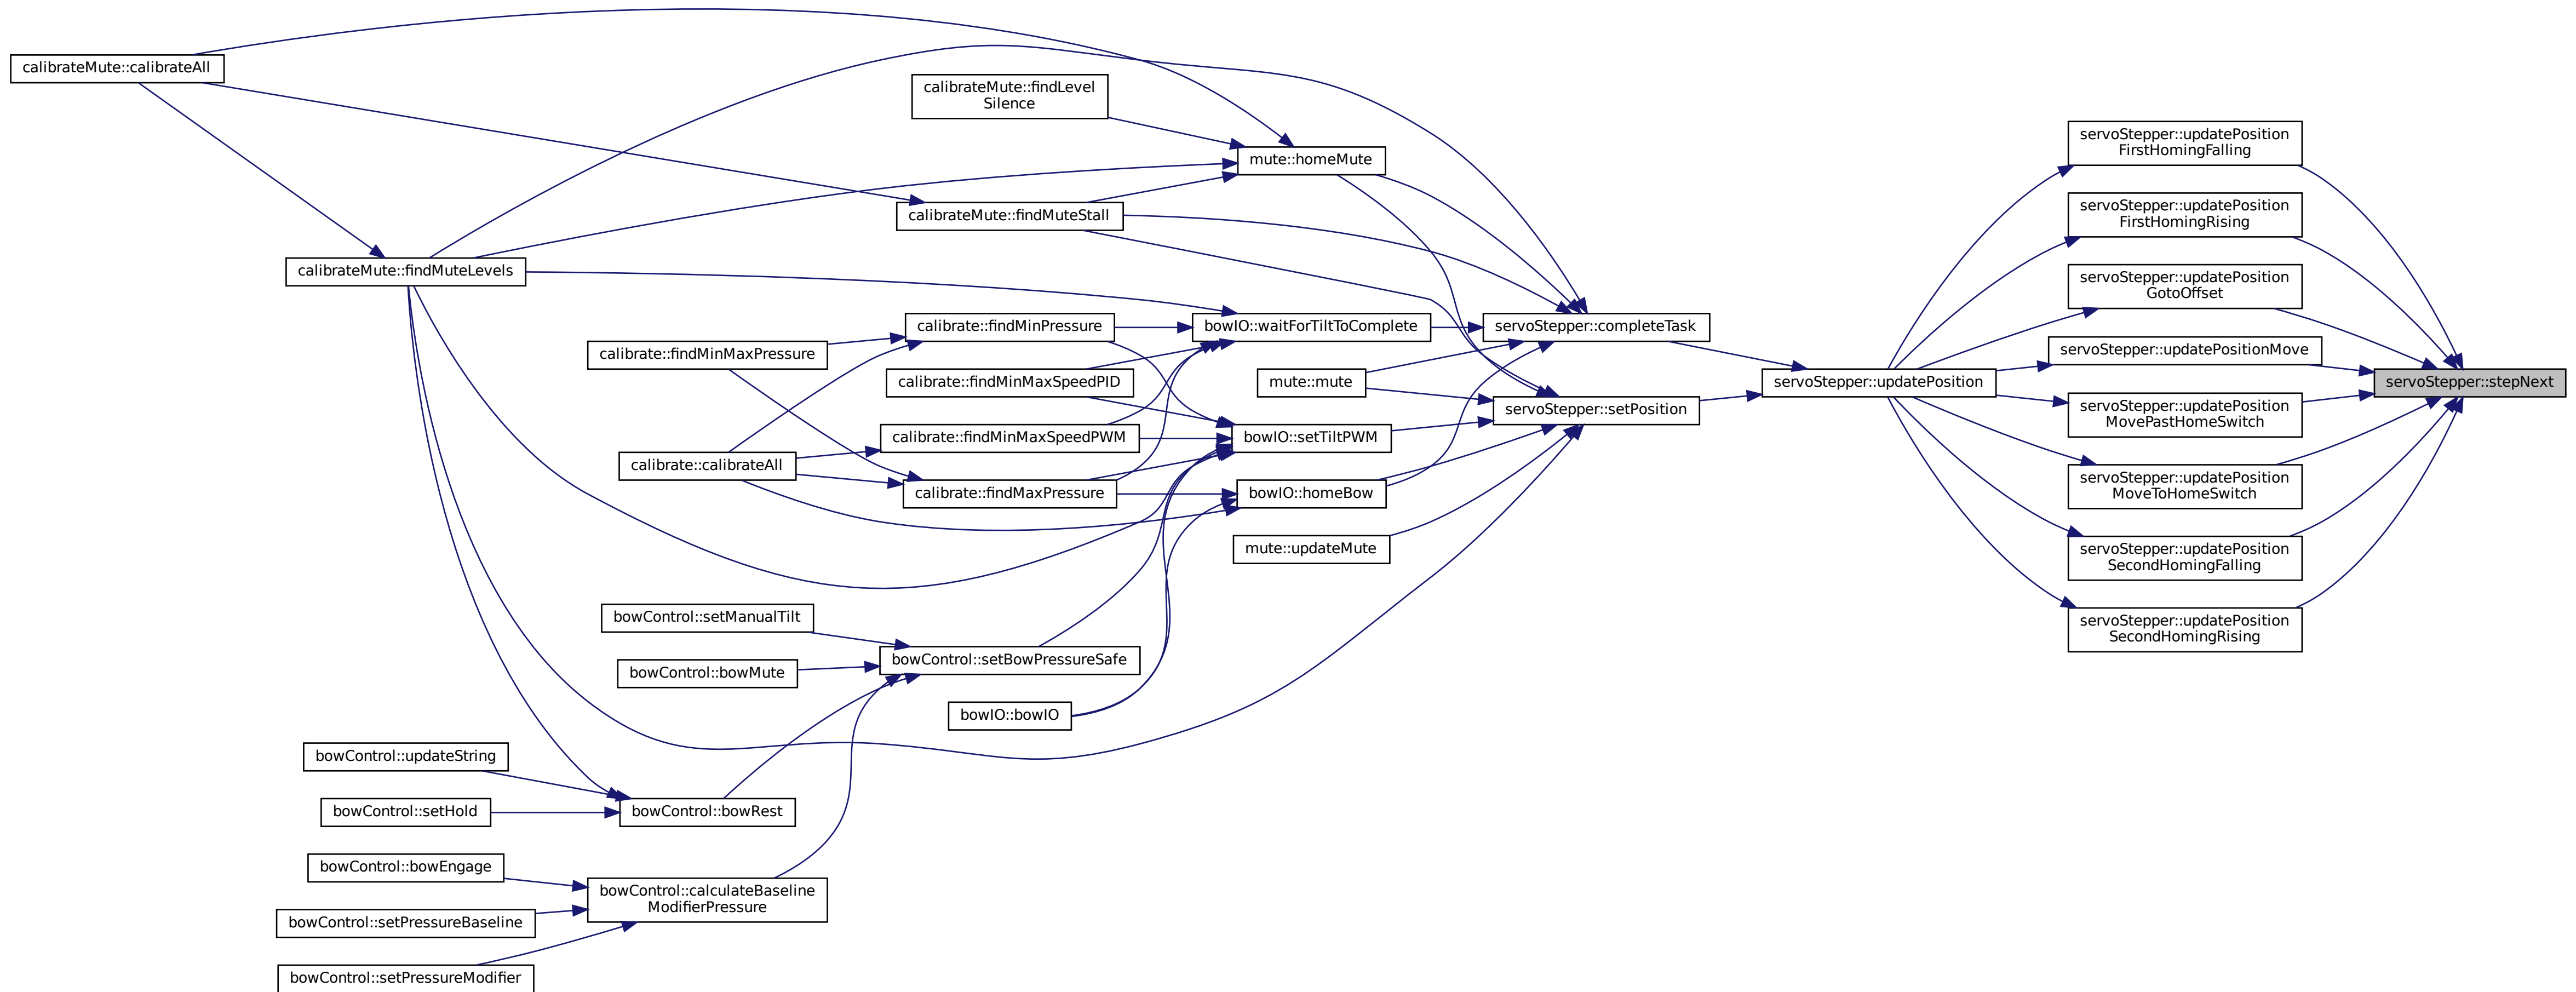 calibrateMute::calibrateAll
calibrateMute::findLevel
Silence
mute::homeMute
calibrateMute::findMuteStall
calibrateMute::findMuteLevels
calibrate::findMinPressure
bowIO::waitForTiltToComplete
servoStepper::completeTask
calibrate::findMinMaxPressure
calibrate::findMinMaxSpeedPID
mute::mute
servoStepper::setPosition
calibrate::findMinMaxSpeedPWM
bowIO::setTiltPWM
calibrate::calibrateAll
calibrate::findMaxPressure
bowIO::homeBow
mute::updateMute
bowControl::setManualTilt
bowControl::bowMute
bowControl::setBowPressureSafe
bowIO::bowIO
bowControl::updateString
bowControl::setHold
bowControl::bowRest
bowControl::bowEngage
bowControl::calculateBaseline
ModifierPressure
bowControl::setPressureBaseline
bowControl::setPressureModifier
servoStepper::updatePosition
servoStepper::updatePosition
FirstHomingFalling
servoStepper::updatePosition
FirstHomingRising
servoStepper::updatePosition
GotoOffset
servoStepper::updatePositionMove
servoStepper::updatePosition
MovePastHomeSwitch
servoStepper::updatePosition
MoveToHomeSwitch
servoStepper::updatePosition
SecondHomingFalling
servoStepper::updatePosition
SecondHomingRising
servoStepper::stepNext